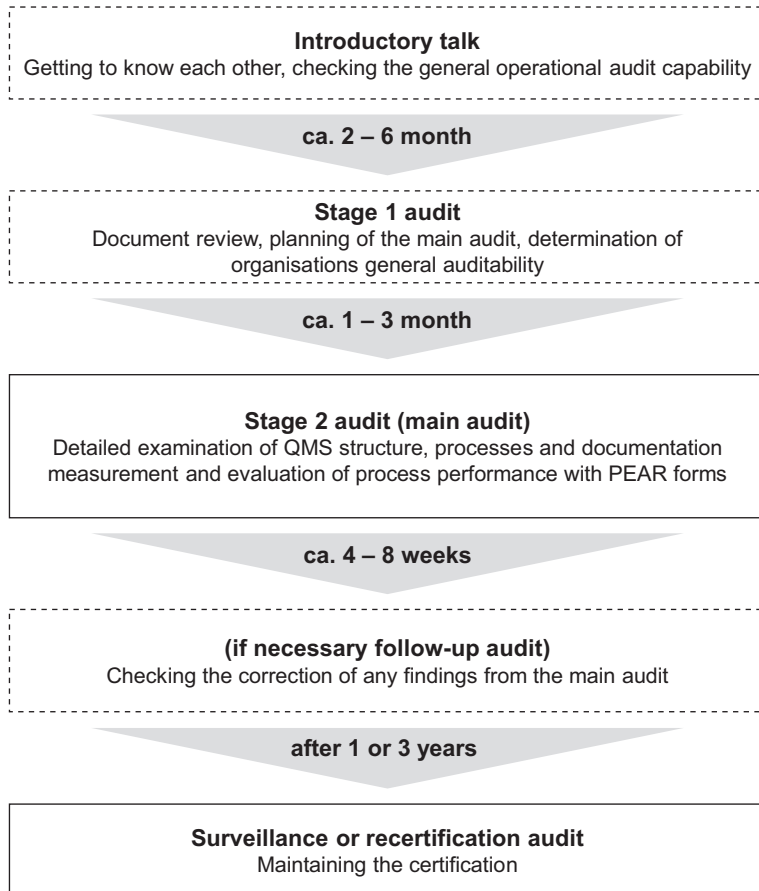 Introductory talk
Getting to know each other, checking the general operational audit capability
ca. 2 – 6 month
Stage 1 audit
Document review, planning of the main audit, determination of
organisations general auditability
ca. 1 – 3 month
Stage 2 audit (main audit)
Detailed examination of QMS structure, processes and documentation
measurement and evaluation of process performance with PEAR forms
ca. 4 – 8 weeks
(if necessary follow-up audit)
Checking the correction of any findings from the main audit
after 1 or 3 years
Surveillance or recertification audit
Maintaining the certification